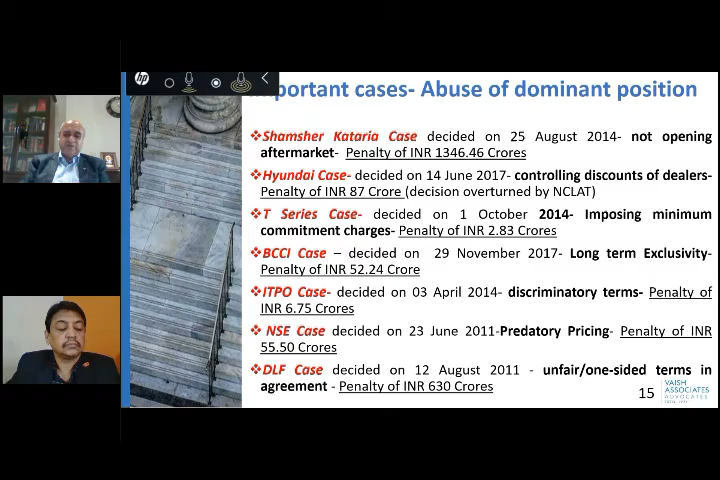 hp
portant cases- Abuse of dominant position
❖Shamsher Kataria Case decided on 25 August 2014- not opening
aftermarket- Penalty of INR 1346.46 Crores
❖Hyundai Case- decided on 14 June 2017- controlling discounts of dealers-
Penalty of INR 87 Crore (decision overturned by NCLAT)
❖T Series Case- decided on 1 October 2014- Imposing minimum
commitment charges- Penalty of INR 2.83 Crores
❖BCCI Case – decided on 29 November 2017- Long term Exclusivity-
Penalty of INR 52.24 Crore
❖ITPO Case- decided on 03 April 2014- discriminatory terms- Penalty of
INR 6.75 Crores
❖NSE Case decided on 23 June 2011-Predatory Pricing- Penalty of INR
55.50 Crores
❖DLF Case decided on 12 August 2011 - unfair/one-sided terms in
agreement - Penalty of INR 630 Crores
15
VAISH
ASSOCIATES
ADVOCATES